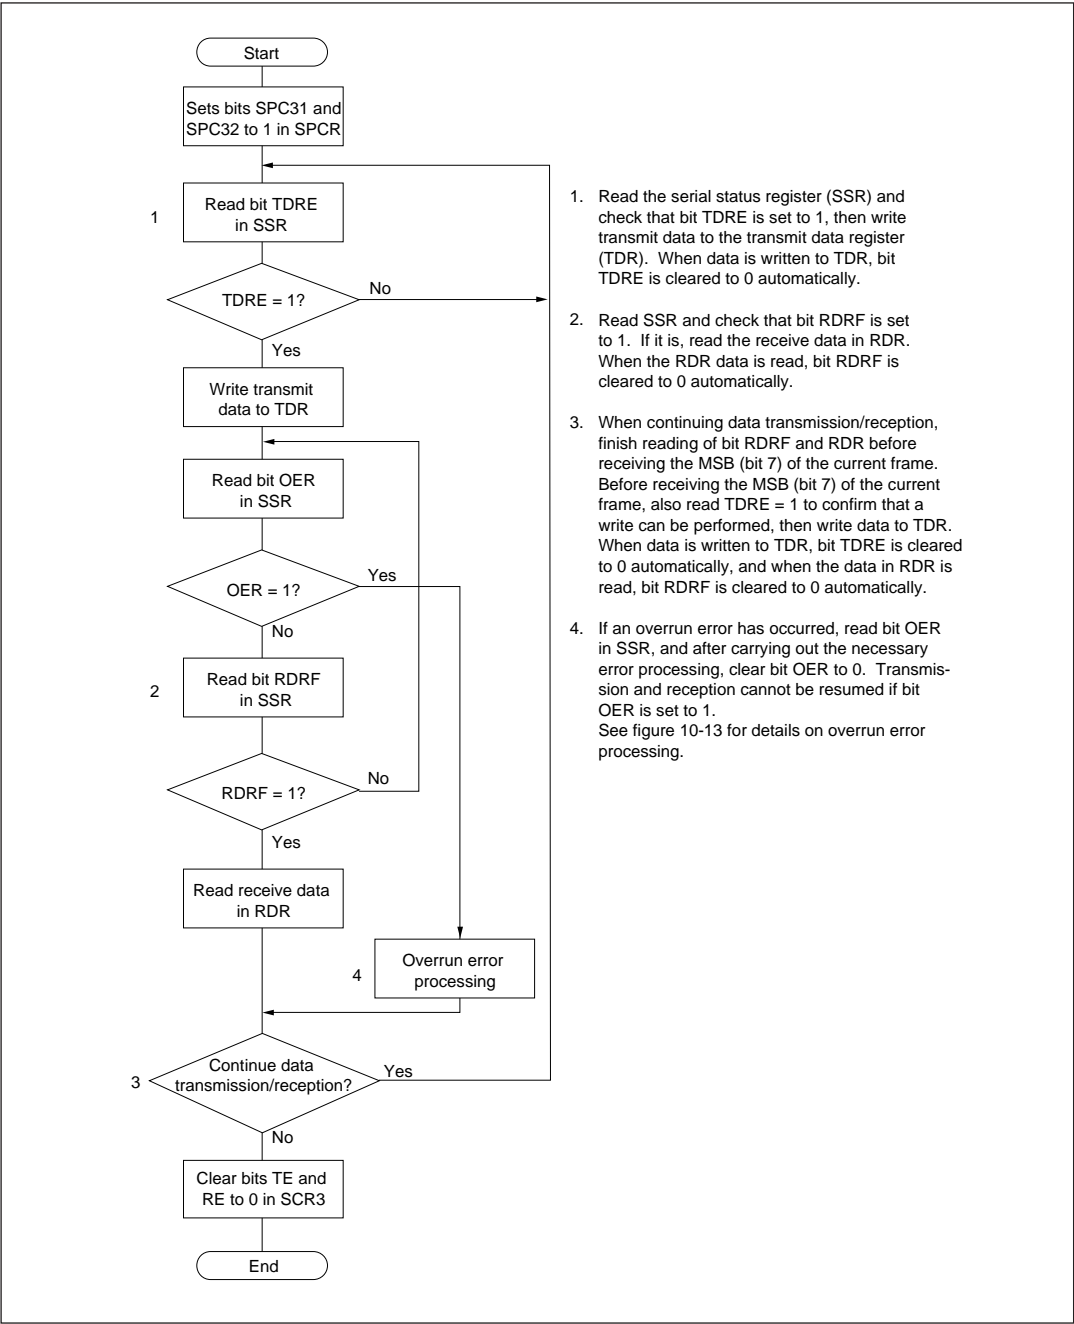 Start
Sets bits SPC31 and
SPC32 to 1 in SPCR
1
Read bit TDRE
in SSR
TDRE = 1?
No
Yes
Write transmit
data to TDR
Read bit OER
in SSR
OER = 1?
Yes
No
2
Read bit RDRF
in SSR
RDRF = 1?
No
Yes
Read receive data
in RDR
4
Overrun error
processing
3
Continue data
transmission/reception?
Yes
No
Clear bits TE and
RE to 0 in SCR3
End
1. Read the serial status register (SSR) and
check that bit TDRE is set to 1, then write
transmit data to the transmit data register
(TDR). When data is written to TDR, bit
TDRE is cleared to 0 automatically.
2. Read SSR and check that bit RDRF is set
to 1. If it is, read the receive data in RDR.
When the RDR data is read, bit RDRF is
cleared to 0 automatically.
3. When continuing data transmission/reception,
finish reading of bit RDRF and RDR before
receiving the MSB (bit 7) of the current frame.
Before receiving the MSB (bit 7) of the current
frame, also read TDRE = 1 to confirm that a
write can be performed, then write data to TDR.
When data is written to TDR, bit TDRE is cleared
to 0 automatically, and when the data in RDR is
read, bit RDRF is cleared to 0 automatically.
4. If an overrun error has occurred, read bit OER
in SSR, and after carrying out the necessary
error processing, clear bit OER to 0. Transmis-
sion and reception cannot be resumed if bit
OER is set to 1.
See figure 10-13 for details on overrun error
processing.